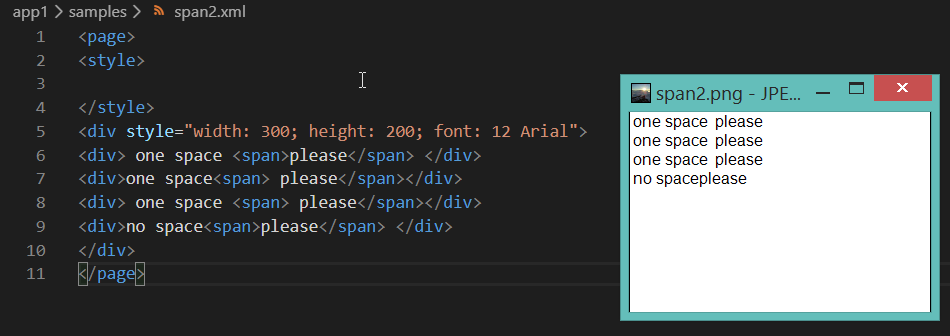 app1 > samples > span2.xml
1 <page>
2 <style>
3
4 </style>
5 <div style="width: 300; height: 200; font: 12 Arial">
6 <div> one space <span>please</span> </div>
7 <div>one space<span> please</span></div>
8 <div> one space <span> please</span></div>
9 <div>no space<span>please</span> </div>
10 </div>
11 </page>
span2.png - JPE...
one space please
one space please
one space please
no spaceplease